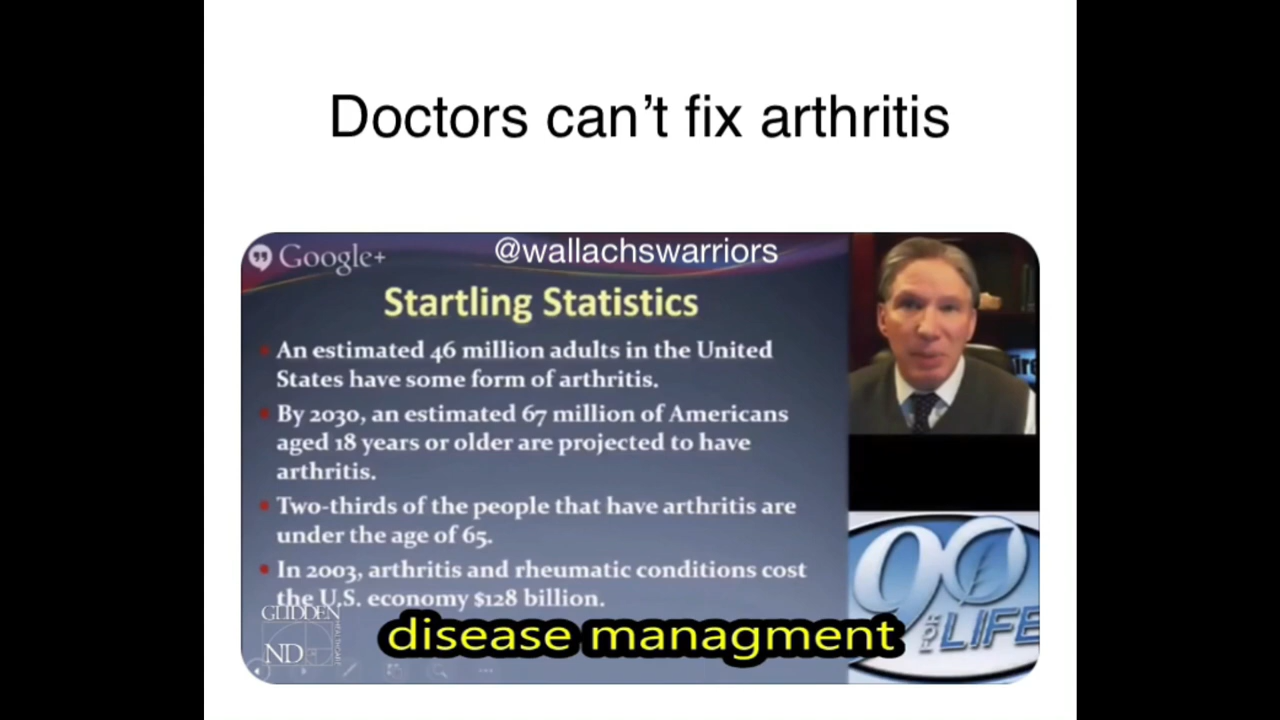 Doctors can’t fix arthritis
Google+
@wallachswarriors
Startling Statistics
An estimated 46 million adults in the United
States have some form of arthritis.
By 2030, an estimated 67 million of Americans
aged 18 years or older are projected to have
arthritis.
Two-thirds of the people that have arthritis are
under the age of 65.
In 2003, arthritis and rheumatic conditions cost
the U.S. economy $128 billion.
GLIDDEN
HEALTHCARE
ND
disease managment
90
FOR
LIFE